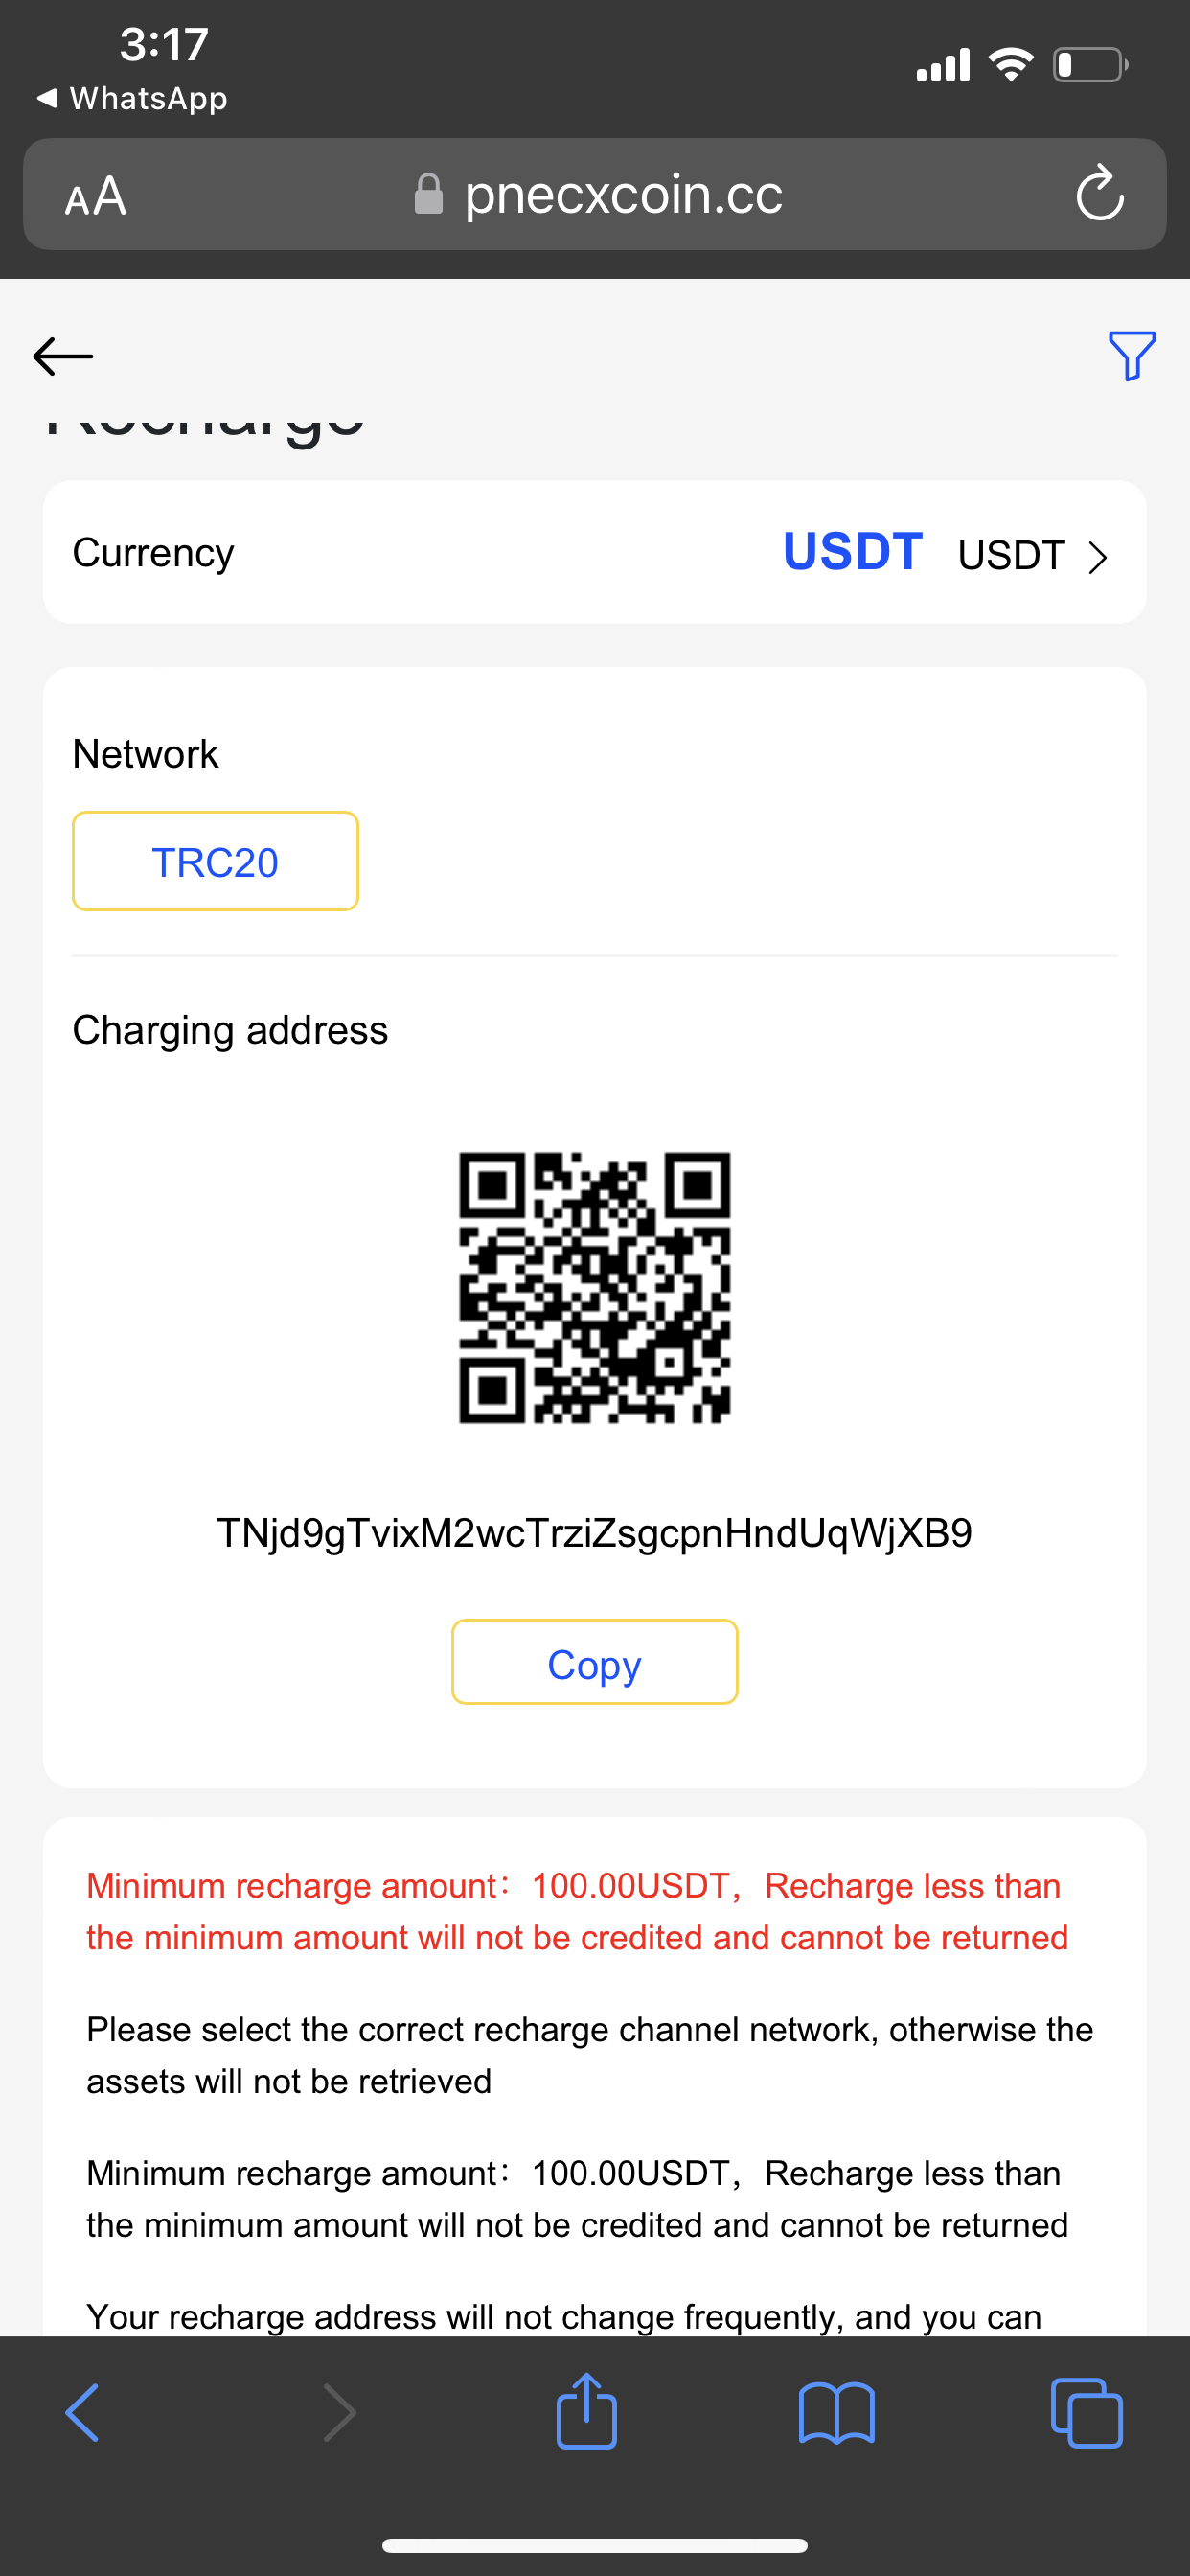 3:17
WhatsApp
AA
pnecxcoin.cc
Recharge
Currency
USDT USDT
Network
TRC20
Charging address
TNjd9gTvixM2wcTrziZsgcpnHndUqWjXB9
Copy
Minimum recharge amount：100.00USDT，Recharge less than
the minimum amount will not be credited and cannot be returned
Please select the correct recharge channel network, otherwise the
assets will not be retrieved
Minimum recharge amount：100.00USDT，Recharge less than
the minimum amount will not be credited and cannot be returned
Your recharge address will not change frequently, and you can